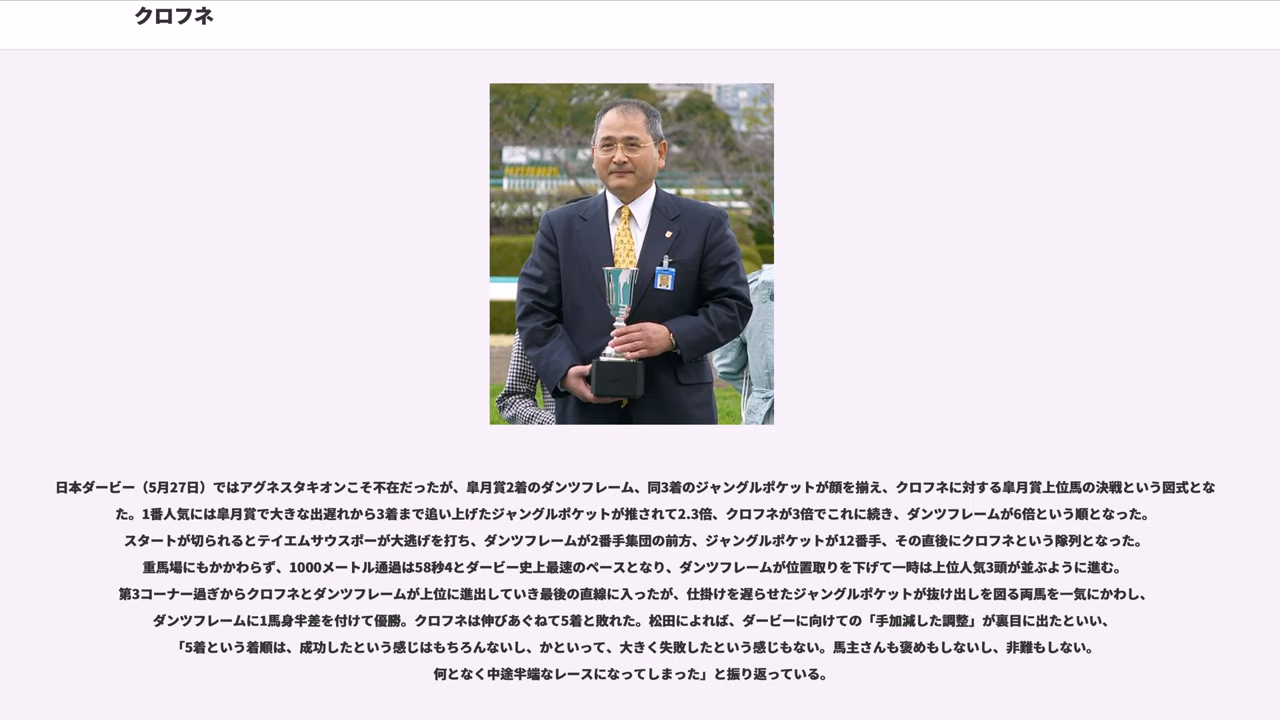 クロフネ
日本ダービー（5月27日）ではアグネスタキオンこそ不在だったが、皐月賞2着のダンツフレーム、同3着のジャングルポケットが顔を揃え、クロフネに対する皐月賞上位馬の決戦という図式とな
た。1番人気には皐月賞で大きな出遅れから3着まで追い上げたジャングルポケットが推されて2.3倍、クロフネが3倍でこれに続き、ダンツフレームが6倍という順となった。
スタートが切られるとテイエムサウスポーが大逃げを打ち、ダンツフレームが2番手集団の前方、ジャングルポケットが12番手、その直後にクロフネという隊列となった。
重馬場にもかかわらず、1000メートル通過は58秒4とダービー史上最速のペースとなり、ダンツフレームが位置取りを下げて一時は上位人気3頭が並ぶように進む。
第3コーナー過ぎからクロフネとダンツフレームが上位に進出していき最後の直線に入ったが、仕掛けを遅らせたジャングルポケットが抜け出しを図る両馬を一気にかわし、
ダンツフレームに1馬身半差を付けて優勝。クロフネは伸びあぐねて5着と敗れた。松田によれば、ダービーに向けての「手加減した調整」が裏目に出たといい、
「5着という着順は、成功したという感じはもちろんないし、かといって、大きく失敗したという感じもない。馬主さんも褒めもしないし、非難もしない。
何となく中途半端なレースになってしまった」と振り返っている。